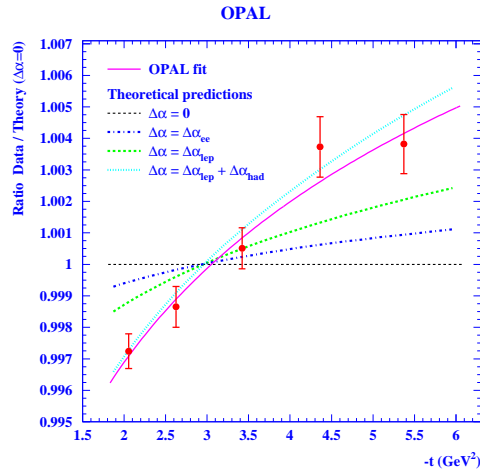 OPAL
Ratio Data / Theory (Δα=0)
1.007
1.006
1.005
1.004
1.003
1.002
1.001
1
0.999
0.998
0.997
0.996
0.995
OPAL fit
Theoretical predictions
Δα = 0
Δα = Δα_ee
Δα = Δα_lep
Δα = Δα_lep + Δα_had
1.5 2 2.5 3 3.5 4 4.5 5 5.5 6
-t (GeV²)